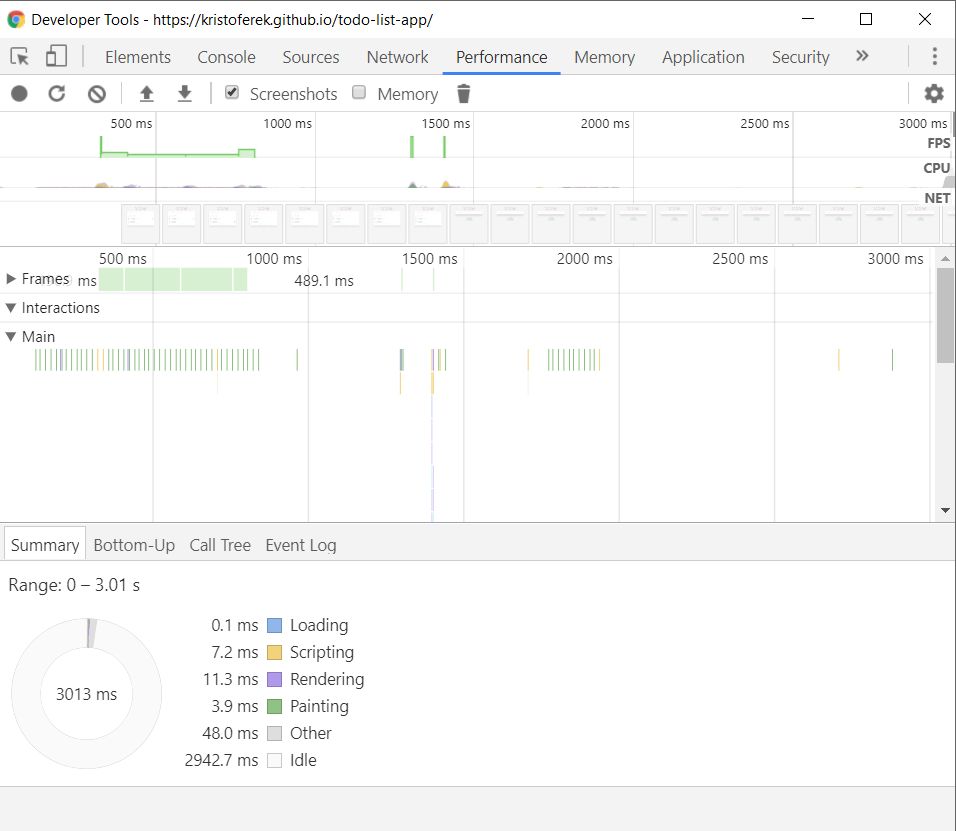 Developer Tools - https://kristoferek.github.io/todo-list-app/
Elements Console Sources Network Performance Memory Application Security »
Screenshots Memory
500 ms 1000 ms 1500 ms 2000 ms 2500 ms 3000 ms
FPS
CPU
NET
500 ms 1000 ms 1500 ms 2000 ms 2500 ms 3000 ms
Frames ms 489.1 ms
Interactions
Main
Summary Bottom-Up Call Tree Event Log
Range: 0 – 3.01 s
0.1 ms Loading
7.2 ms Scripting
3013 ms 11.3 ms Rendering
3.9 ms Painting
48.0 ms Other
2942.7 ms Idle